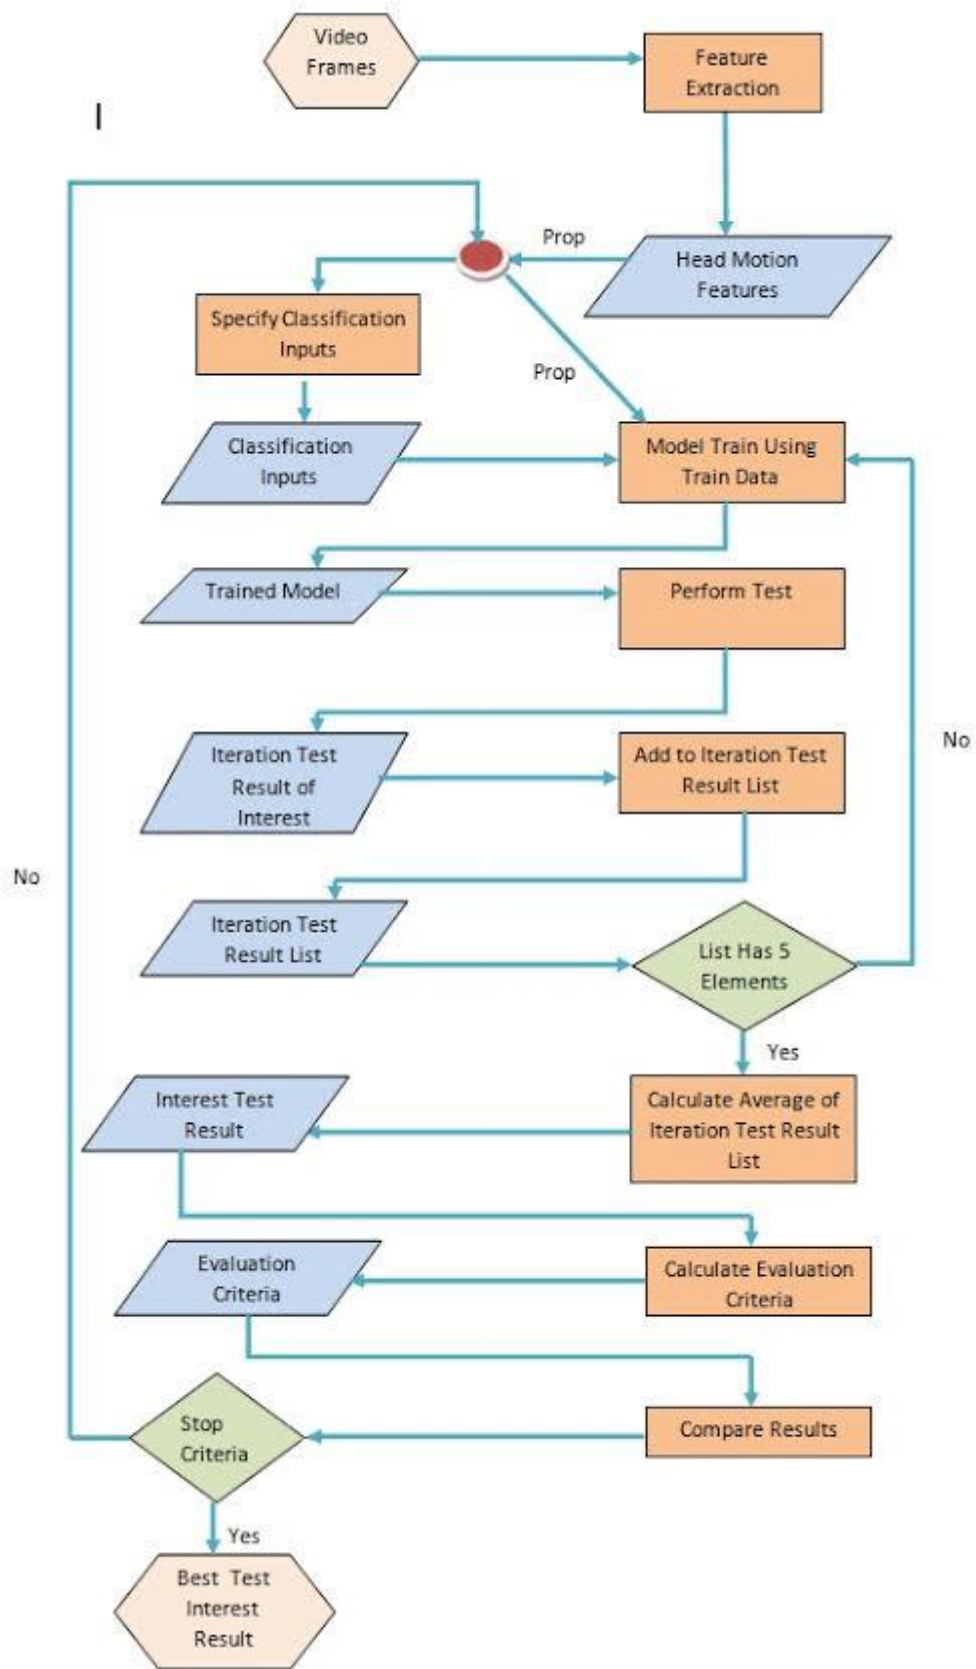 Video
Frames
Feature
Extraction
Prop
Head Motion
Features
Specify Classification
Inputs
Prop
Classification
Inputs
Model Train Using
Train Data
Trained Model
Perform Test
Iteration Test
Result of
Interest
Add to Iteration Test
Result List
No
No
Iteration Test
Result List
List Has 5
Elements
Yes
Interest Test
Result
Calculate Average of
Iteration Test Result
List
Evaluation
Criteria
Calculate Evaluation
Criteria
Stop
Criteria
Compare Results
Yes
Best Test
Interest
Result